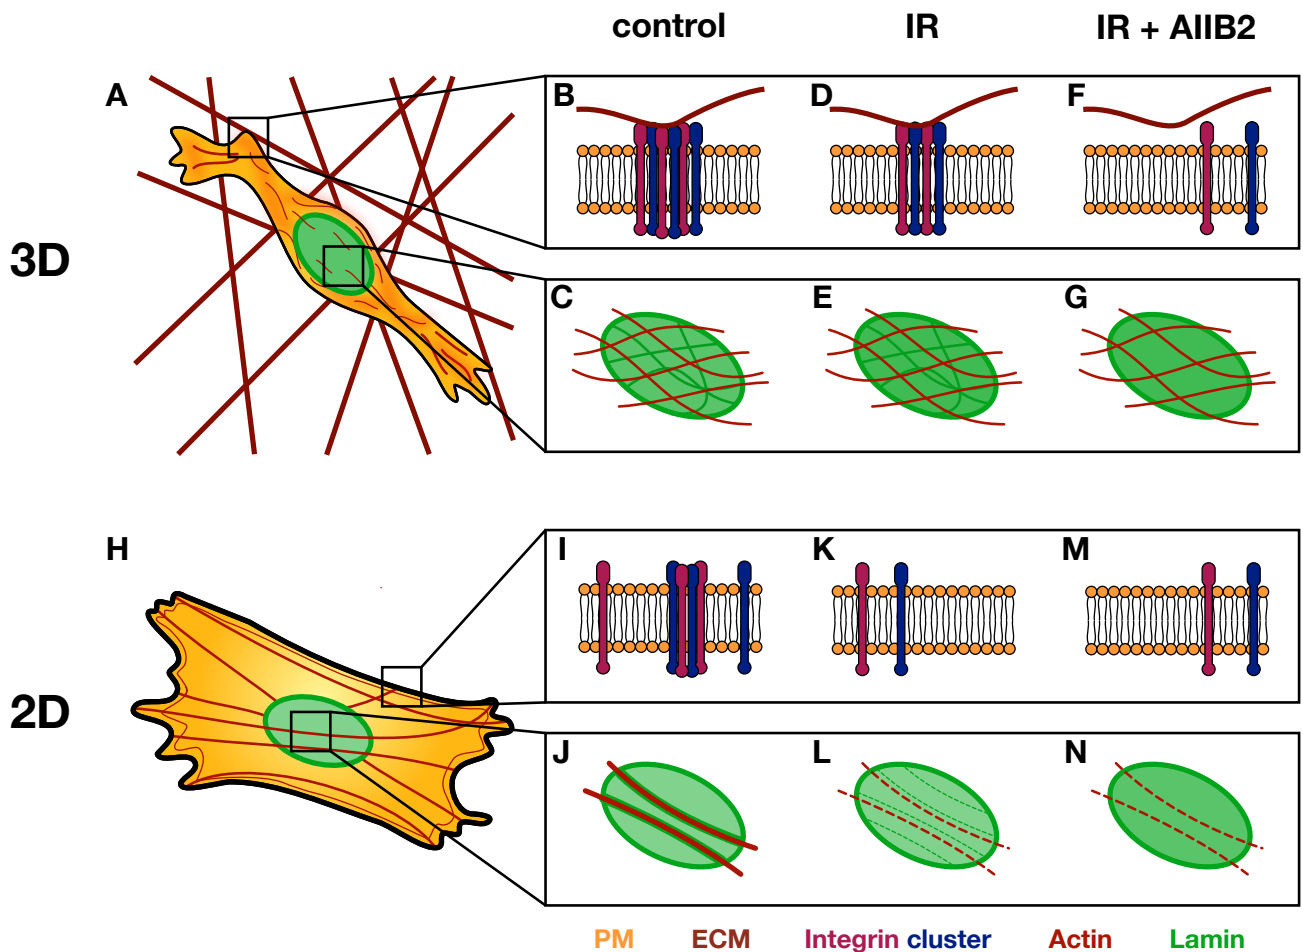 control IR IR + AIIB2
A B D F
3D
C E G
H I K M
2D
J L N
PM ECM Integrin cluster Actin Lamin